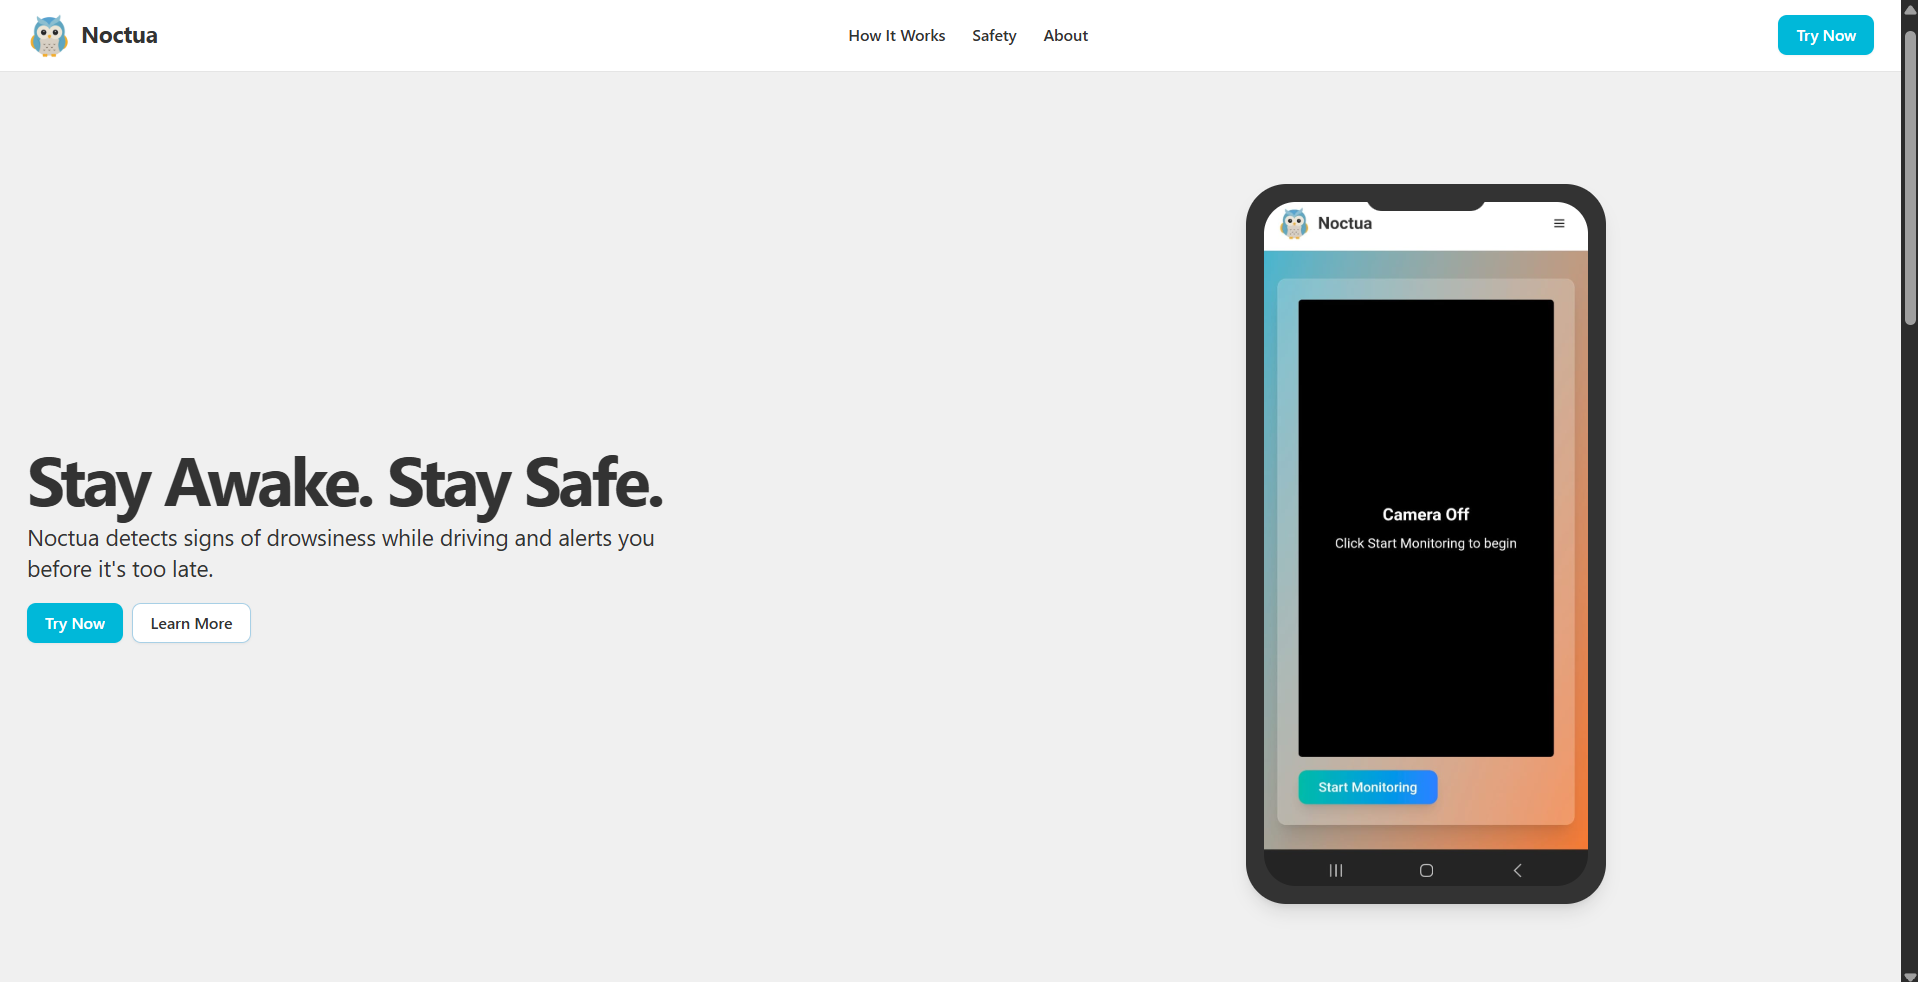 Noctua
How It Works
Safety
About
Try Now
Stay Awake. Stay Safe.
Noctua detects signs of drowsiness while driving and alerts you
before it's too late.
Try Now
Learn More
Noctua
Camera Off
Click Start Monitoring to begin
Start Monitoring